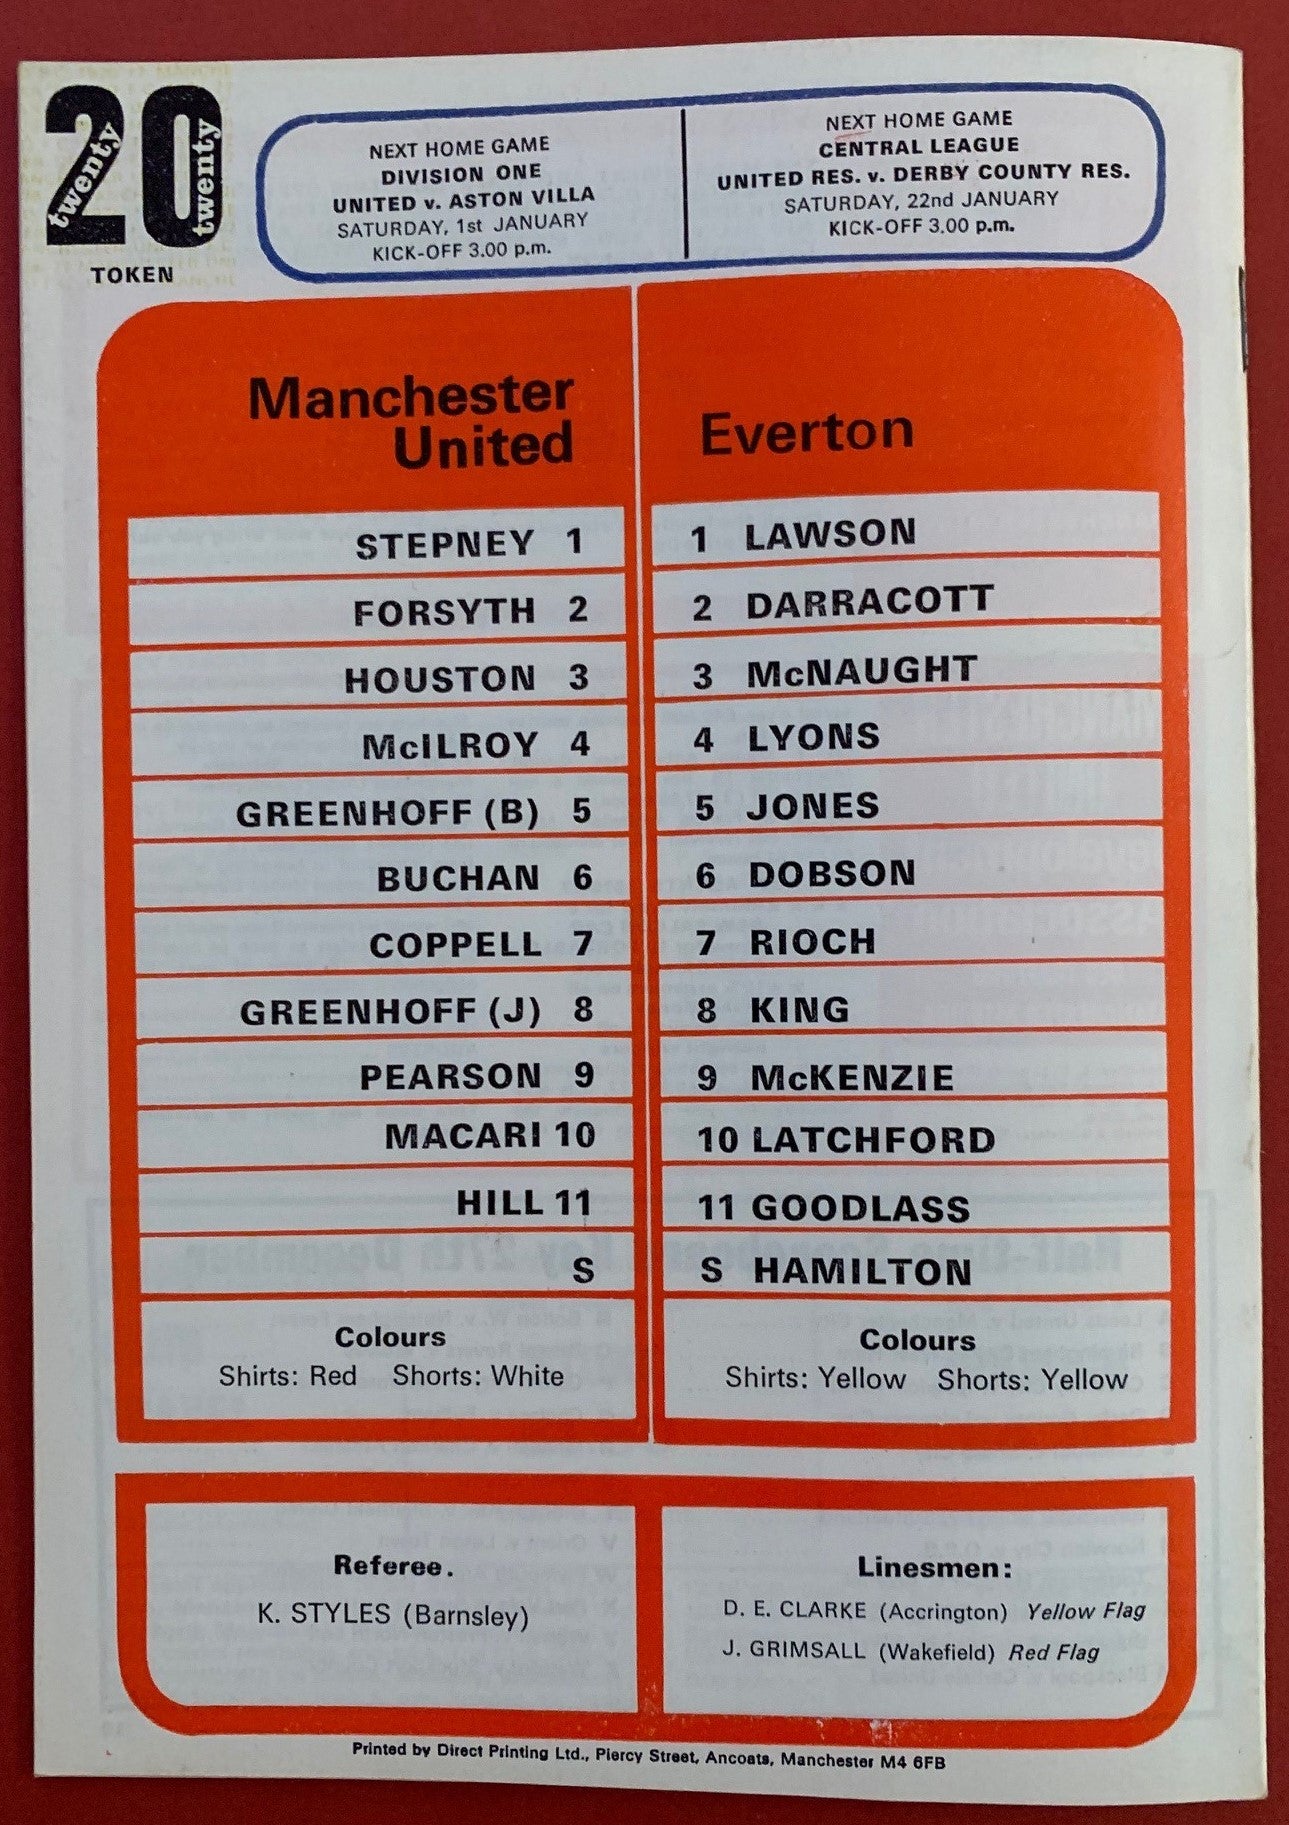 20
twenty
twenty
TOKEN
NEXT HOME GAME
DIVISION ONE
UNITED v. ASTON VILLA
SATURDAY, 1st JANUARY
KICK-OFF 3.00 p.m.
NEXT HOME GAME
CENTRAL LEAGUE
UNITED RES. v. DERBY COUNTY RES.
SATURDAY, 22nd JANUARY
KICK-OFF 3.00 p.m.
Manchester
United
STEPNEY 1
FORSYTH 2
HOUSTON 3
McILROY 4
GREENHOFF (B) 5
BUCHAN 6
COPPELL 7
GREENHOFF (J) 8
PEARSON 9
MACARI 10
HILL 11
S
Colours
Shirts: Red Shorts: White
Everton
1 LAWSON
2 DARRACOTT
3 McNAUGHT
4 LYONS
5 JONES
6 DOBSON
7 RIOCH
8 KING
9 McKENZIE
10 LATCHFORD
11 GOODLASS
S HAMILTON
Colours
Shirts: Yellow Shorts: Yellow
Referee.
K. STYLES (Barnsley)
Linesmen:
D. E. CLARKE (Accrington) Yellow Flag
J. GRIMSALL (Wakefield) Red Flag
Printed by Direct Printing Ltd., Piercy Street, Ancoats, Manchester M4 6FB